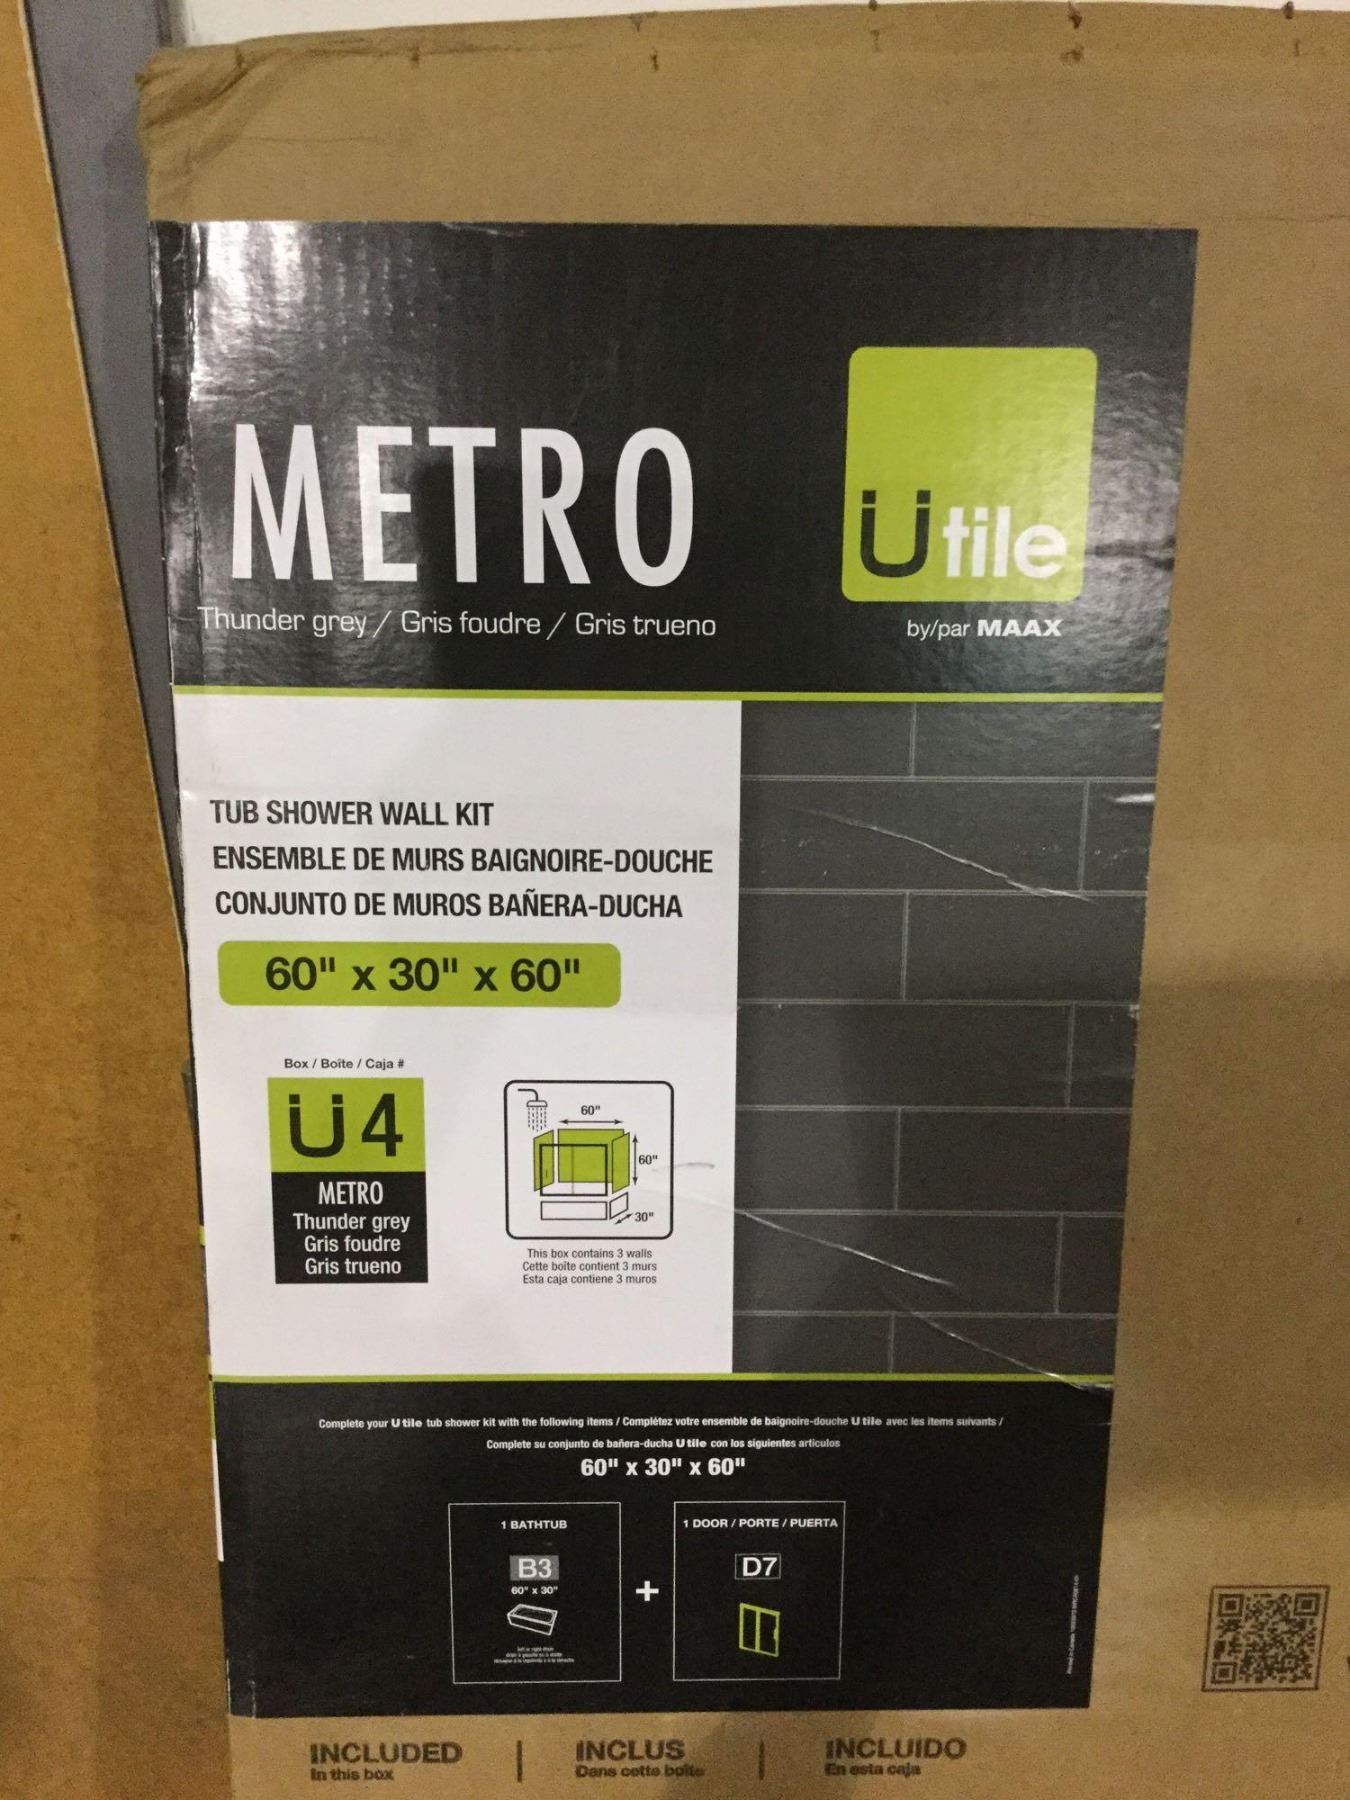 METRO
Thunder grey / Gris foudre / Gris trueno
Ütile
by/par MAAX
TUB SHOWER WALL KIT
ENSEMBLE DE MURS BAIGNOIRE-DOUCHE
CONJUNTO DE MUROS BAÑERA-DUCHA
60" x 30" x 60"
Box / Boîte / Caja #
Ü4
METRO
Thunder grey
Gris foudre
Gris trueno
60"
60"
30"
This box contains 3 walls
Cette boîte contient 3 murs
Esta caja contiene 3 muros
Complete your Utile tub shower kit with the following items / Complétez votre ensemble de baignoire-douche Utile avec les items suivants /
Complete su conjunto de bañera-ducha Utile con los siguientes artículos
60" x 30" x 60"
1 BATHTUB
B3
60" x 30"
+
1 DOOR / PORTE / PUERTA
D7
INCLUDED | INCLUS | INCLUIDO
In this box Dans cette boîte En esta caja